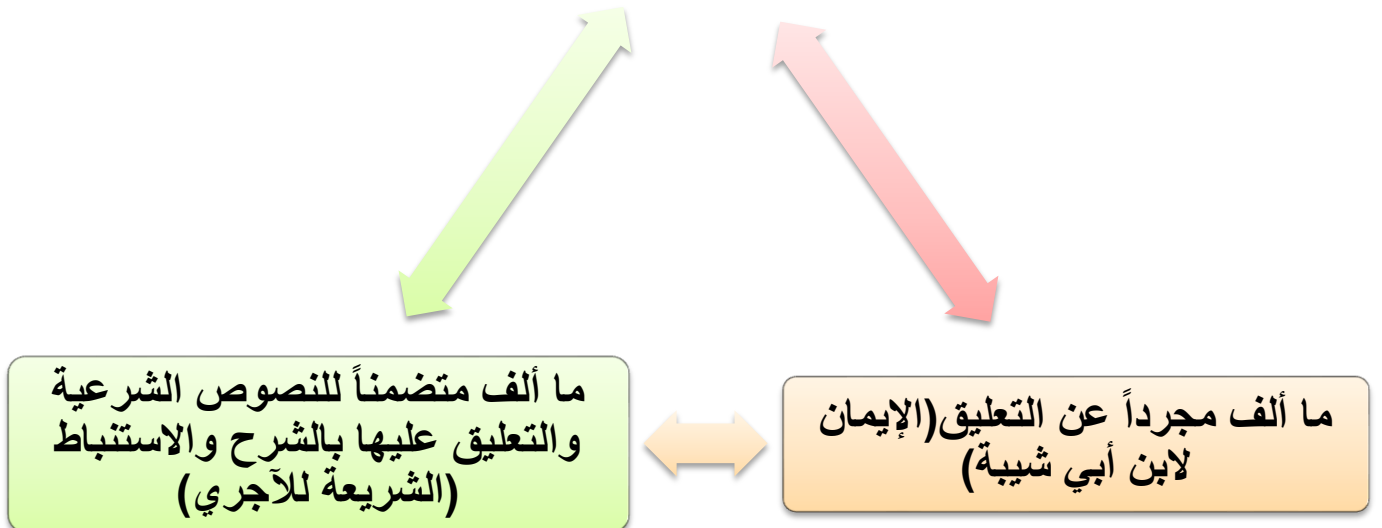 ما ألف مجرداً عن التعليق(الإيمان
لابن أبي شيبة)
ما ألف متضمناً للنصوص الشرعية
والتعليق عليها بالشرح والاستنباط
(الشريعة للآجري)